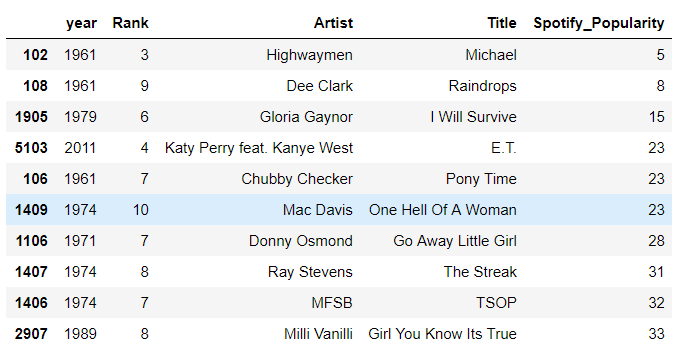 year Rank Artist Title Spotify_Popularity
102 1961 3 Highwaymen Michael 5
108 1961 9 Dee Clark Raindrops 8
1905 1979 6 Gloria Gaynor I Will Survive 15
5103 2011 4 Katy Perry feat. Kanye West E.T. 23
106 1961 7 Chubby Checker Pony Time 23
1409 1974 10 Mac Davis One Hell Of A Woman 23
1106 1971 7 Donny Osmond Go Away Little Girl 28
1407 1974 8 Ray Stevens The Streak 31
1406 1974 7 MFSB TSOP 32
2907 1989 8 Milli Vanilli Girl You Know Its True 33